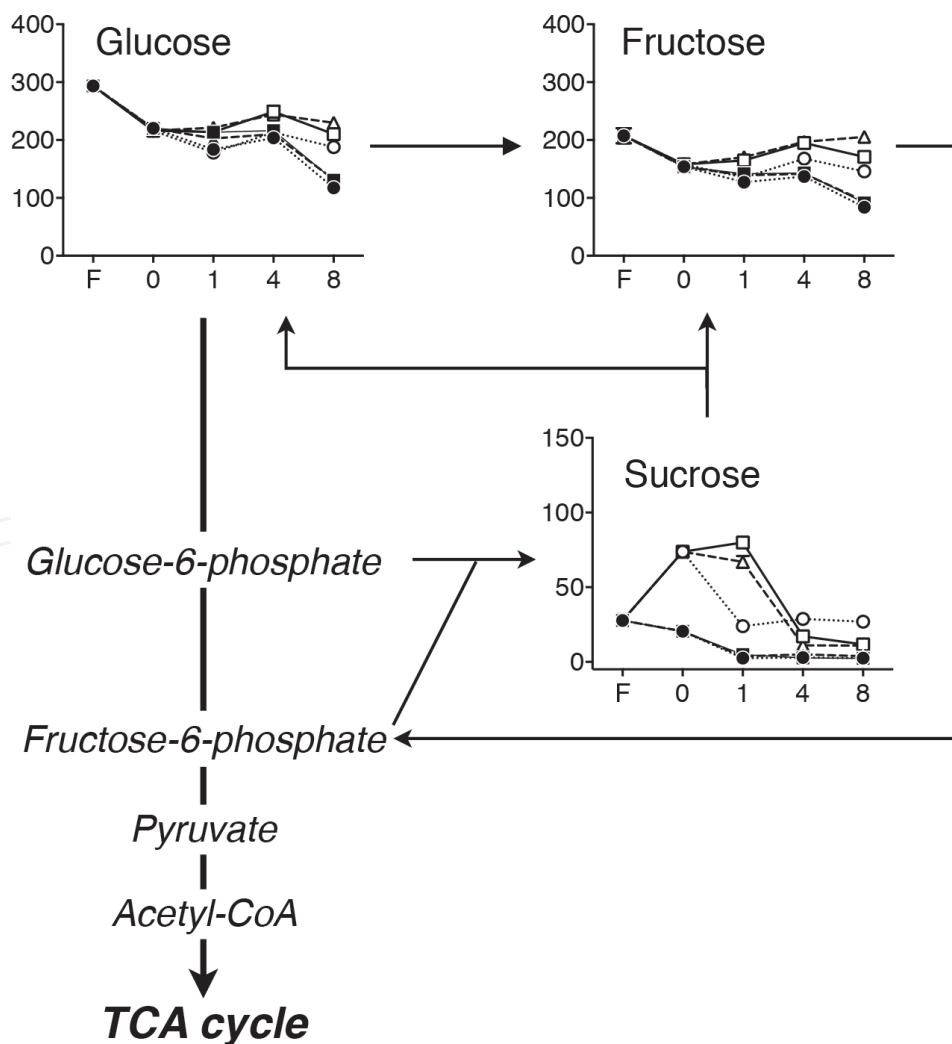 Glucose
400
300
200
100
0
F 0 1 4 8
Fructose
400
300
200
100
0
F 0 1 4 8
Sucrose
150
100
50
0
F 0 1 4 8
Glucose-6-phosphate
Fructose-6-phosphate
Pyruvate
Acetyl-CoA
TCA cycle